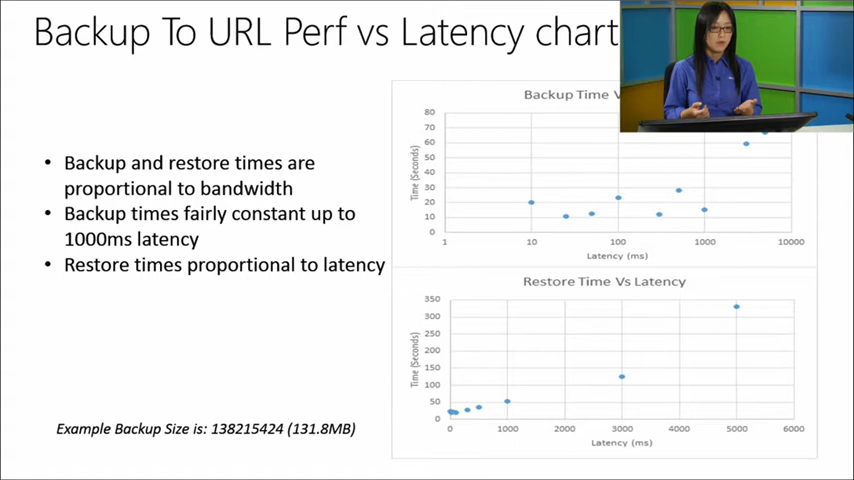 Backup To URL Perf vs Latency chart
• Backup and restore times are
proportional to bandwidth
• Backup times fairly constant up to
1000ms latency
• Restore times proportional to latency
Example Backup Size is: 138215424 (131.8MB)
Backup Time V
80
70
60
50
40
30
20
10
0
Time (Seconds)
1 10 100 1000 10000
Latency (ms)
Restore Time Vs Latency
350
300
250
200
150
100
50
0
Time (Seconds)
0 1000 2000 3000 4000 5000 6000
Latency (ms)